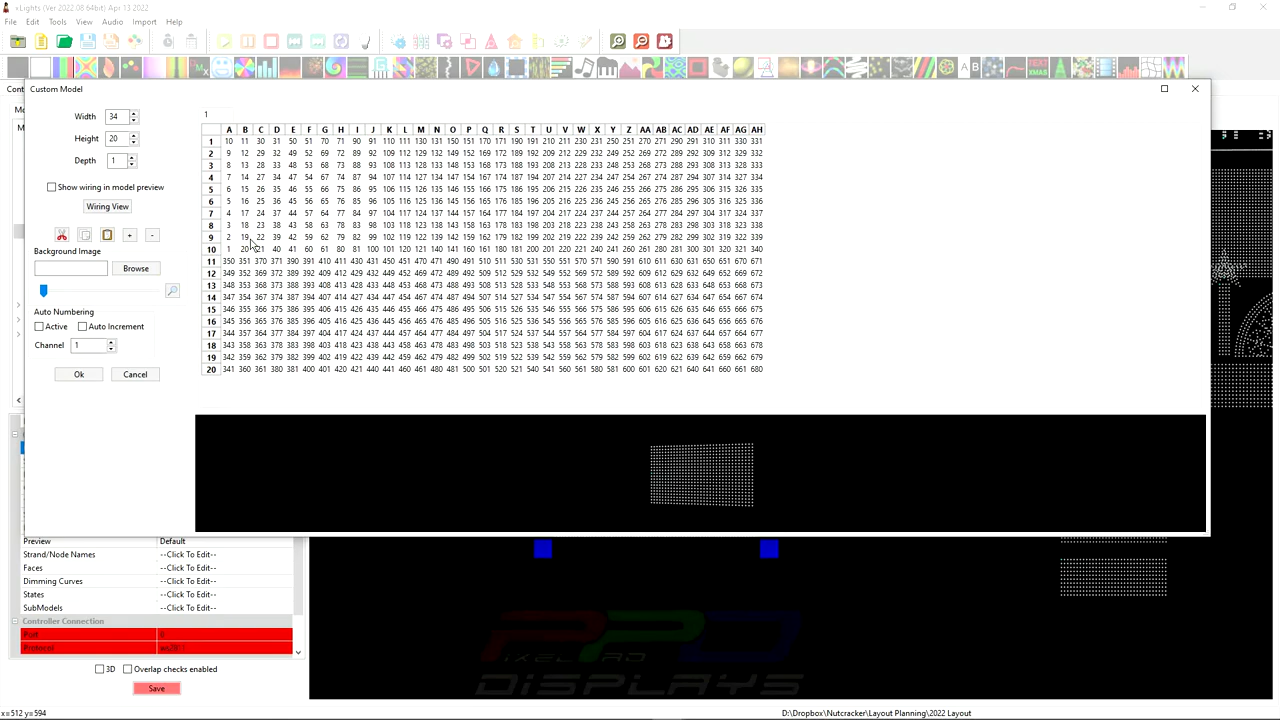 xLights (Ver 2022 08 64bit) Apr 13 2022
File Edit Tools View Audio Import Help
Custom Model
Width 34
Height 20
Depth 1
Show wiring in model preview
Wiring View
Background Image
Browse
Auto Numbering
Active Auto Increment
Channel 1
Ok Cancel
1
A B C D E F G H I J K L M N O P Q R S T U V W X Y Z AA AB AC AD AE AF AG AH
1 10 11 30 31 50 51 70 71 90 91 110 111 130 131 150 151 170 171 190 191 210 211 230 231 250 251 270 271 290 291 310 311 330 331
2 9 12 29 32 49 52 69 72 89 92 109 112 129 132 149 152 169 172 189 192 209 212 229 232 249 252 269 272 289 292 309 312 329 332
3 8 13 28 33 48 53 68 73 88 93 108 113 128 133 148 153 168 173 188 193 208 213 228 233 248 253 268 273 288 293 308 313 328 333
4 7 14 27 34 47 54 67 74 87 94 107 114 127 134 147 154 167 174 187 194 207 214 227 234 247 254 267 274 287 294 307 314 327 334
5 6 15 26 35 46 55 66 75 86 95 106 115 126 135 146 155 166 175 186 195 206 215 226 235 246 255 266 275 286 295 306 315 326 335
6 5 16 25 36 45 56 65 76 85 96 105 116 125 136 145 156 165 176 185 196 205 216 225 236 245 256 265 276 285 296 305 316 325 336
7 4 17 24 37 44 57 64 77 84 97 104 117 124 137 144 157 164 177 184 197 204 217 224 237 244 257 264 277 284 297 304 317 324 337
8 3 18 23 38 43 58 63 78 83 98 103 118 123 138 143 158 163 178 183 198 203 218 223 238 243 258 263 278 283 298 303 318 323 338
9 2 19 22 39 42 59 62 79 82 99 102 119 122 139 142 159 162 179 182 199 202 219 222 239 242 259 262 279 282 299 302 319 322 339
10 1 20 21 40 41 60 61 80 81 100 101 120 121 140 141 160 161 180 181 200 201 220 221 240 241 260 261 280 281 300 301 320 321 340
11 350 351 370 371 390 391 410 411 430 431 450 451 470 471 490 491 510 511 530 531 550 551 570 571 590 591 610 611 630 631 650 651 670 671
12 349 352 369 372 389 392 409 412 429 432 449 452 469 472 489 492 509 512 529 532 549 552 569 572 589 592 609 612 629 632 649 652 669 672
13 348 353 368 373 388 393 408 413 428 433 448 453 468 473 488 493 508 513 528 533 548 553 568 573 588 593 608 613 628 633 648 653 668 673
14 347 354 367 374 387 394 407 414 427 434 447 454 467 474 487 494 507 514 527 534 547 554 567 574 587 594 607 614 627 634 647 654 667 674
15 346 355 366 375 386 395 406 415 426 435 446 455 466 475 486 495 506 515 526 535 546 555 566 575 586 595 606 615 626 635 646 655 666 675
16 345 356 365 376 385 396 405 416 425 436 445 456 465 476 485 496 505 516 525 536 545 556 565 576 585 596 605 616 625 636 645 656 665 676
17 344 357 364 377 384 397 404 417 424 437 444 457 464 477 484 497 504 517 524 537 544 557 564 577 584 597 604 617 624 637 644 657 664 677
18 343 358 363 378 383 398 403 418 423 438 443 458 463 478 483 498 503 518 523 538 543 558 563 578 583 598 603 618 623 638 643 658 663 678
19 342 359 362 379 382 399 402 419 422 439 442 459 462 479 482 499 502 519 522 539 542 559 562 579 582 599 602 619 622 639 642 659 662 679
20 341 360 361 380 381 400 401 420 421 440 441 460 461 480 481 500 501 520 521 540 541 560 561 580 581 600 601 620 621 640 641 660 661 680
Preview Default
Strand/Node Names --Click To Edit--
Faces --Click To Edit--
Dimming Curves --Click To Edit--
States --Click To Edit--
SubModels --Click To Edit--
Controller Connection
Port 0
Protocol ws2811
3D Overlap checks enabled
Save
PPD
DISPLAYS
x=512 y=594 D:\Dropbox\Nutcracker\Layout Planning\2022 Layout